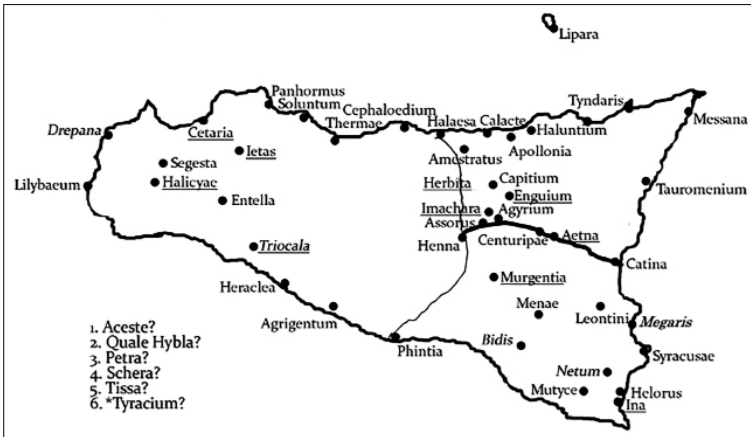 Lipara
Panhormus
Soluntum
Cephaloedium
Thermae
Halaesa
Calacte
Tyndaris
Messana
Drepana
Cetaria
Haluntium
Apollonia
Ietas
Amestratus
Segesta
Lilybaeum
Halicyae
Herbita
Capitium
Tauromenium
Entella
Enguium
Imachara
Agyrium
Assorus
Henna
Centuripae
Aetna
Triocala
Catina
Murgentia
Heraclea
Menae
Leontini
Megaris
Agrigentum
Phintia
Bidis
Syracusae
Netum
Mutyce
Helorus
Ina
1. Aceste?
2. Quale Hybla?
3. Petra?
4. Schera?
5. Tissa?
6. *Tyracium?